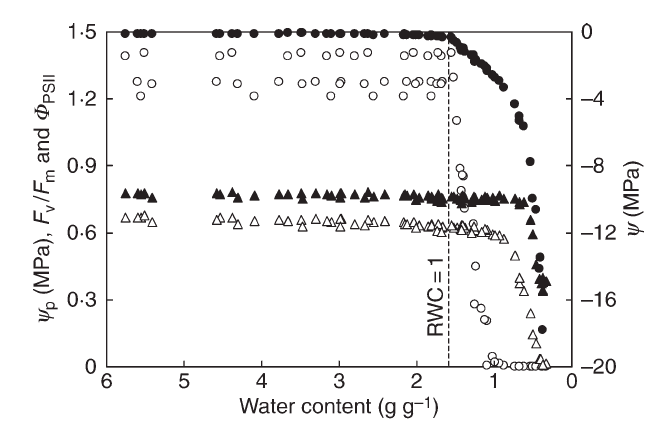 1·5
1·2
0·9
0·6
0·3
0
ψp (MPa), Fv/Fm and ΦPSII
0
−4
−8
−12
−16
−20
ψ (MPa)
RWC = 1
6 5 4 3 2 1 0
Water content (g g⁻¹)